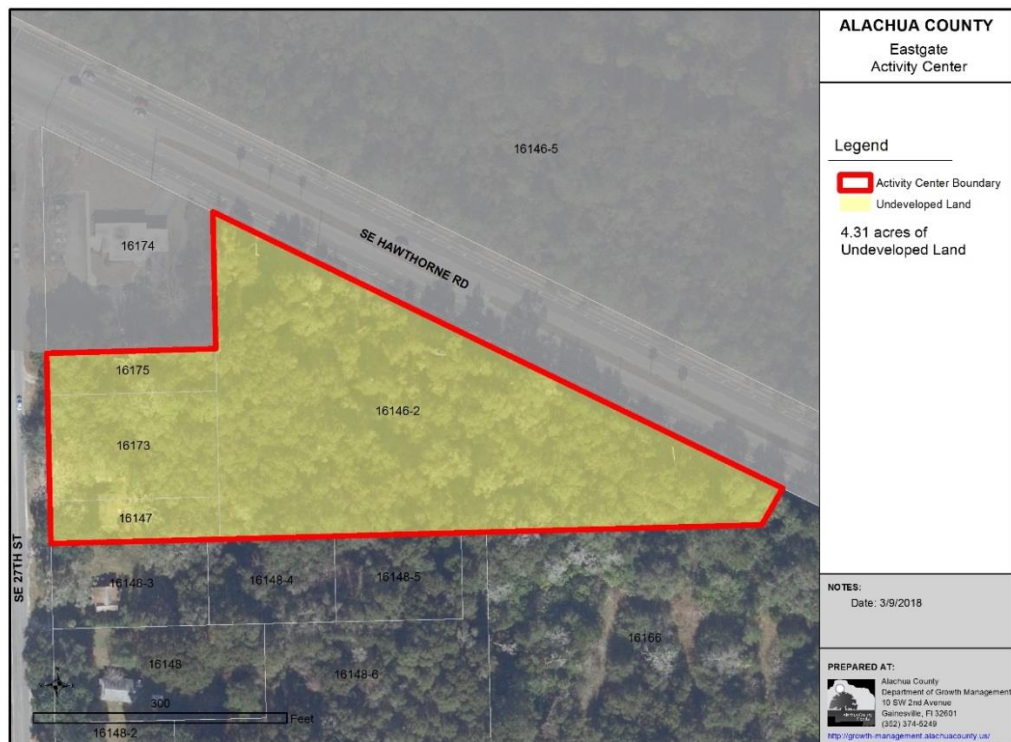 ALACHUA COUNTY
Eastgate
Activity Center
Legend
Activity Center Boundary
Undeveloped Land
4.31 acres of
Undeveloped Land
16146-5
16174
SE HAWTHORNE RD
16175
16146-2
16173
16147
SE 27TH ST
16148-3
16148-4
16148-5
16148
16148-6
16166
300
Feet
16148-2
NOTES:
Date: 3/9/2018
PREPARED AT:
Alachua County
Department of Growth Management
10 SW 2nd Avenue
Gainesville, Fl 32601
(352) 374-5249
http://growth-management.alachuacounty.us/